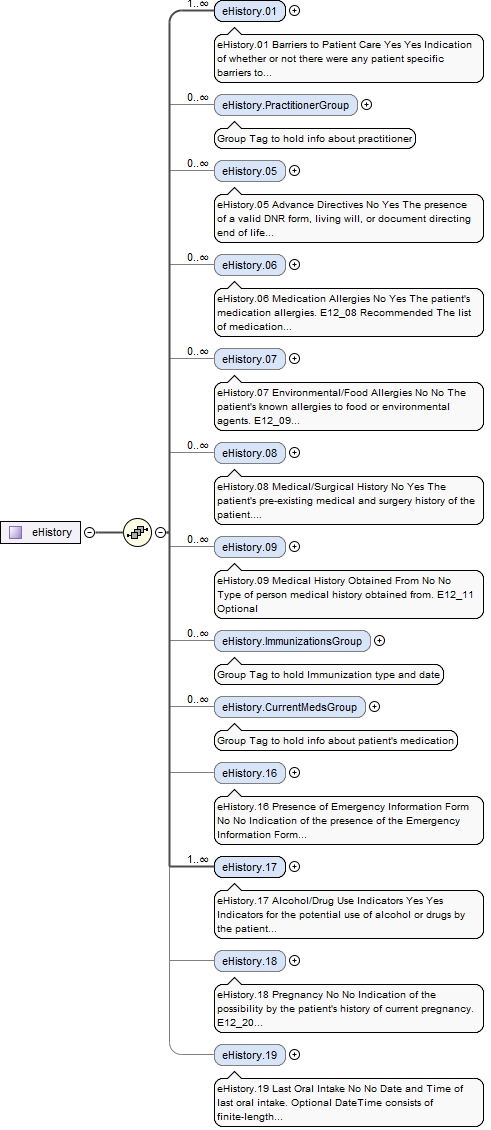 1..∞
eHistory.01
eHistory.01 Barriers to Patient Care Yes Yes Indication
of whether or not there were any patient specific
barriers to...
0..∞
eHistory.PractitionerGroup
Group Tag to hold info about practitioner
0..∞
eHistory.05
eHistory.05 Advance Directives No Yes The presence
of a valid DNR form, living will, or document directing
end of life...
0..∞
eHistory.06
eHistory.06 Medication Allergies No Yes The patient's
medication allergies. E12_08 Recommended The list
of medication...
0..∞
eHistory.07
eHistory.07 Environmental/Food Allergies No No The
patient's known allergies to food or environmental
agents. E12_09...
0..∞
eHistory.08
eHistory.08 Medical/Surgical History No Yes The
patient's pre-existing medical and surgery history of the
patient....
eHistory
0..∞
eHistory.09
eHistory.09 Medical History Obtained From No No
Type of person medical history obtained from. E12_11
Optional
0..∞
eHistory.ImmunizationsGroup
Group Tag to hold Immunization type and date
0..∞
eHistory.CurrentMedsGroup
Group Tag to hold info about patient's medication
eHistory.16
eHistory.16 Presence of Emergency Information Form
No No Indication of the presence of the Emergency
Information Form...
1..∞
eHistory.17
eHistory.17 Alcohol/Drug Use Indicators Yes Yes
Indicators for the potential use of alcohol or drugs by
the patient...
eHistory.18
eHistory.18 Pregnancy No No Indication of the
possibility by the patient's history of current pregnancy.
E12_20...
eHistory.19
eHistory.19 Last Oral Intake No No Date and Time of
last oral intake. Optional DateTime consists of
finite-length...